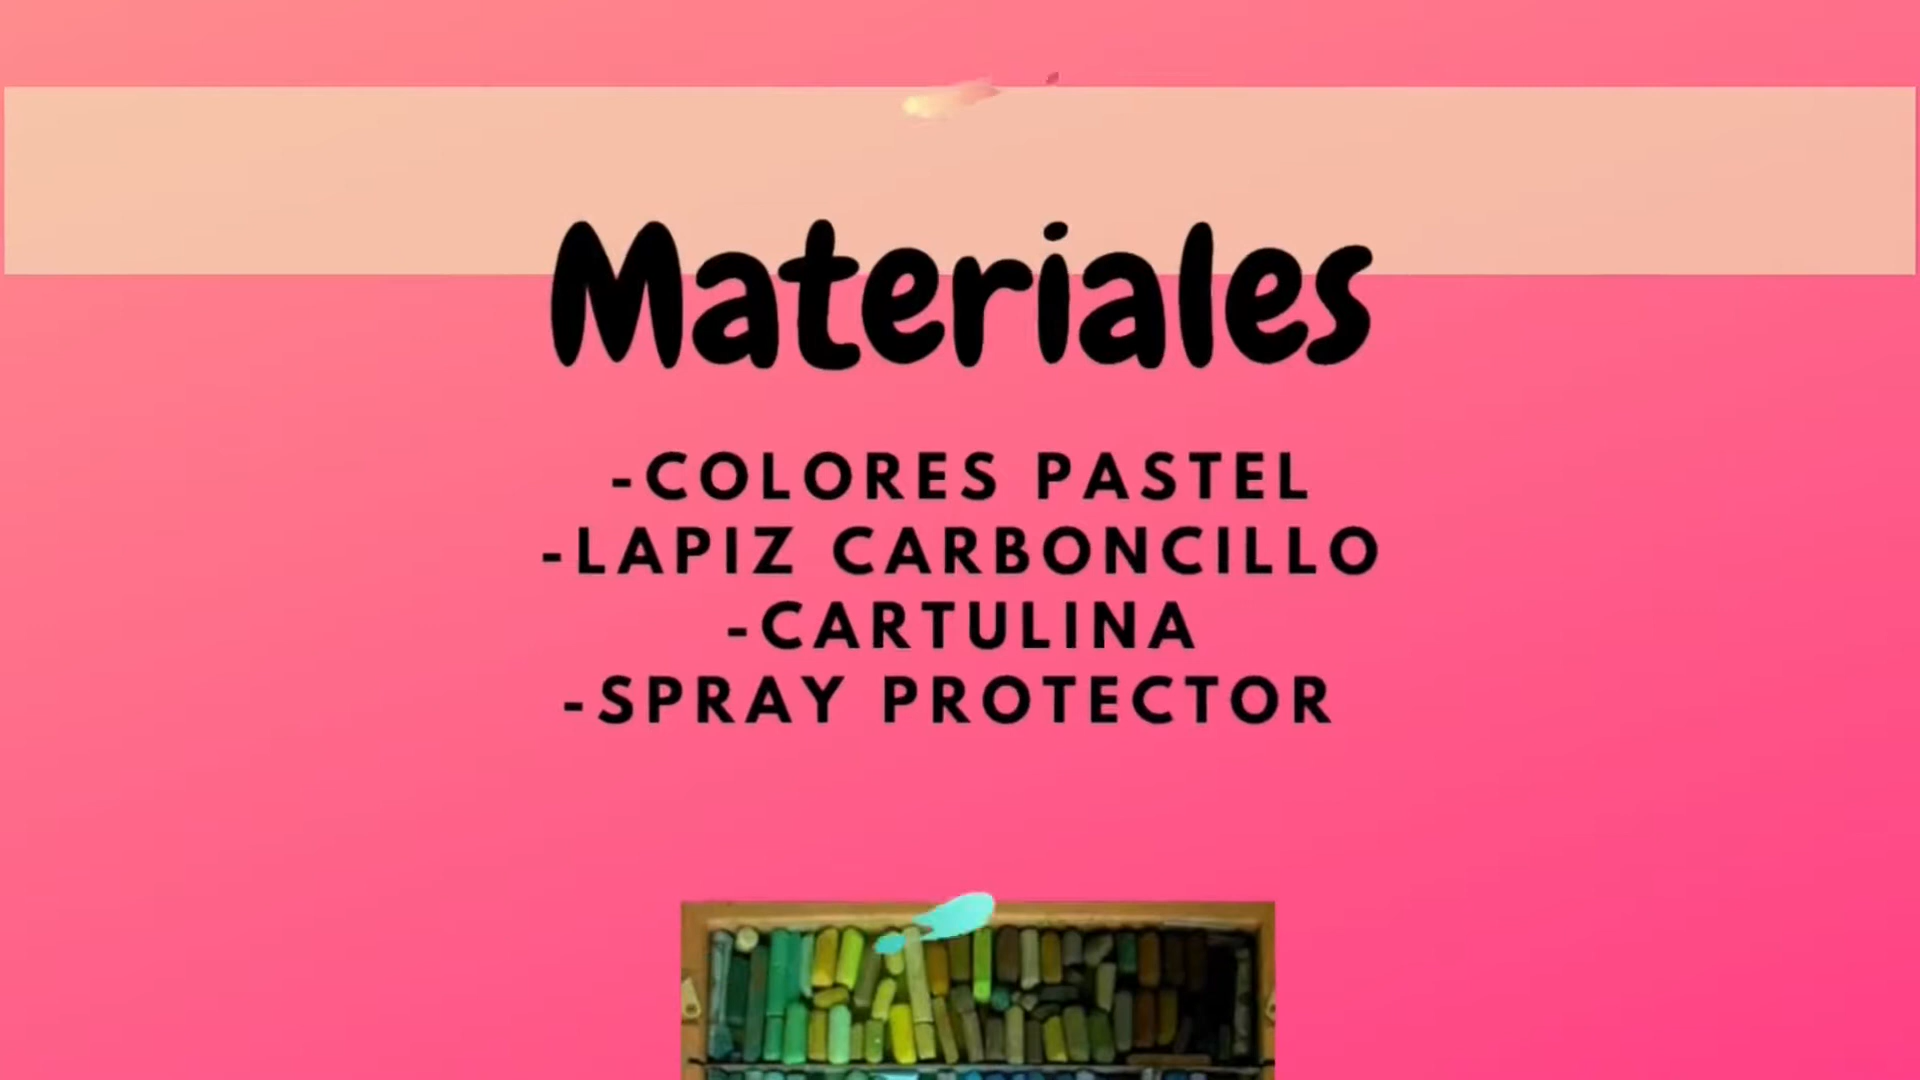 Materiales
-COLORES PASTEL
-LAPIZ CARBONCILLO
-CARTULINA
-SPRAY PROTECTOR